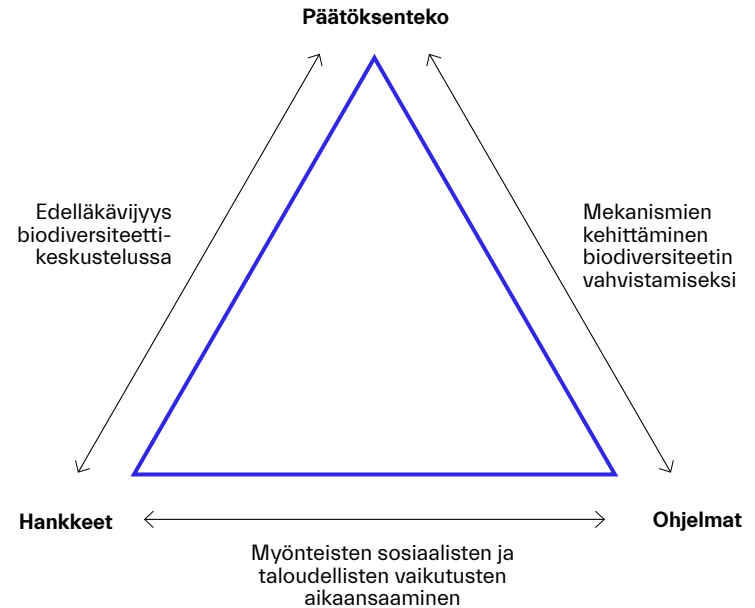 Päätöksenteko
Edelläkävijyys
biodiversiteetti-
keskustelussa
Mekanismien
kehittäminen
biodiversiteetin
vahvistamiseksi
Hankkeet
Ohjelmat
Myönteisten sosiaalisten ja
taloudellisten vaikutusten
aikaansaaminen